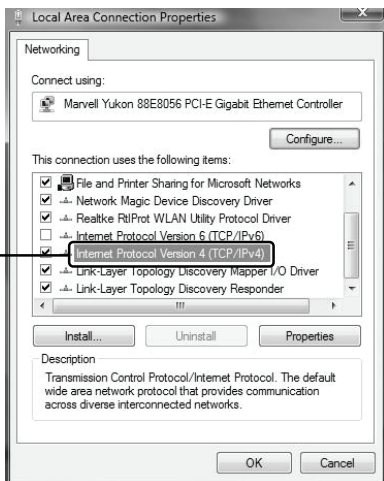 Local Area Connection Properties
Networking
Connect using:
Marvell Yukon 88E8056 PCI-E Gigabit Ethernet Controller
Configure...
This connection uses the following items:
File and Printer Sharing for Microsoft Networks
Network Magic Device Discovery Driver
Realtke RtlProt WLAN Utility Protocol Driver
Internet Protocol Version 6 (TCP/IPv6)
Internet Protocol Version 4 (TCP/IPv4)
Link-Layer Topology Discovery Mapper I/O Driver
Link-Layer Topology Discovery Responder
Install... Uninstall Properties
Description
Transmission Control Protocol/Internet Protocol. The default
wide area network protocol that provides communication
across diverse interconnected networks.
OK Cancel